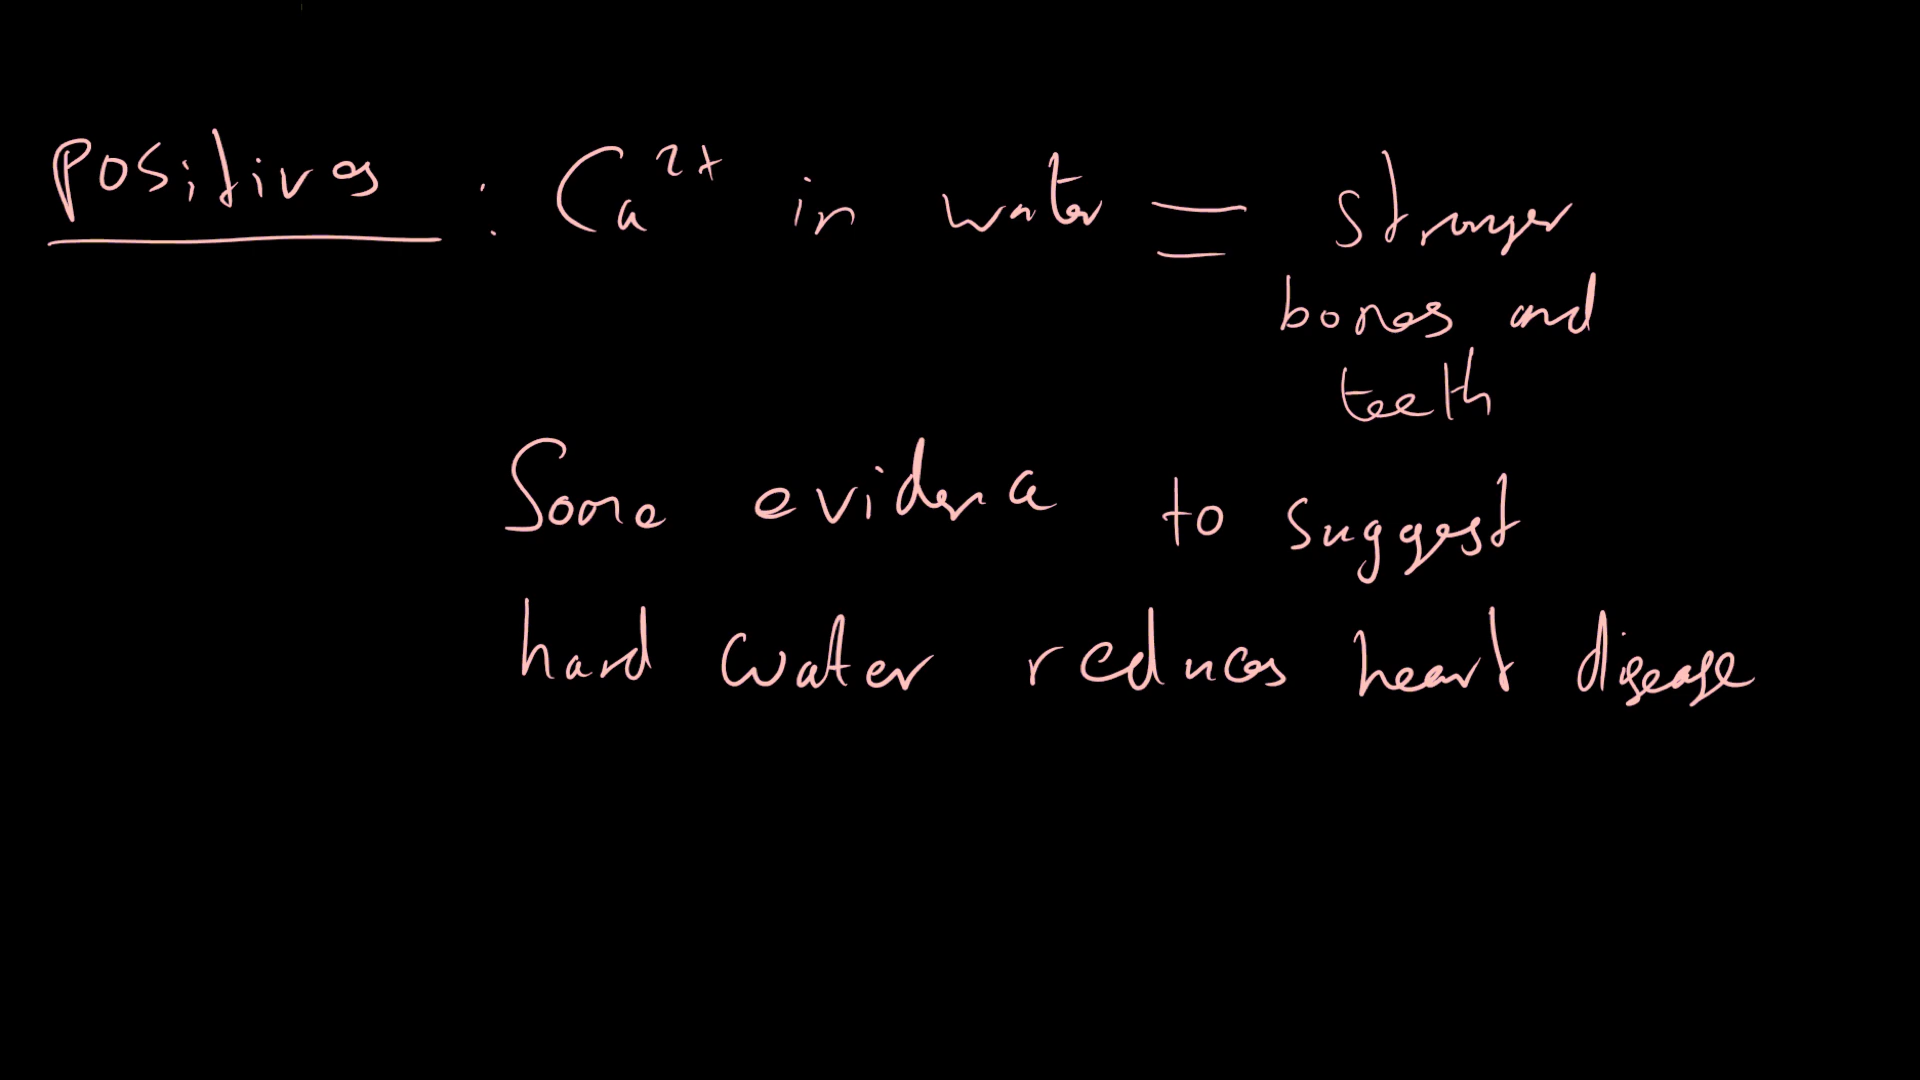 Positives : Ca²⁺ in water = stronger
bones and
teeth
Some evidence to suggest
hard water reduces heart disease